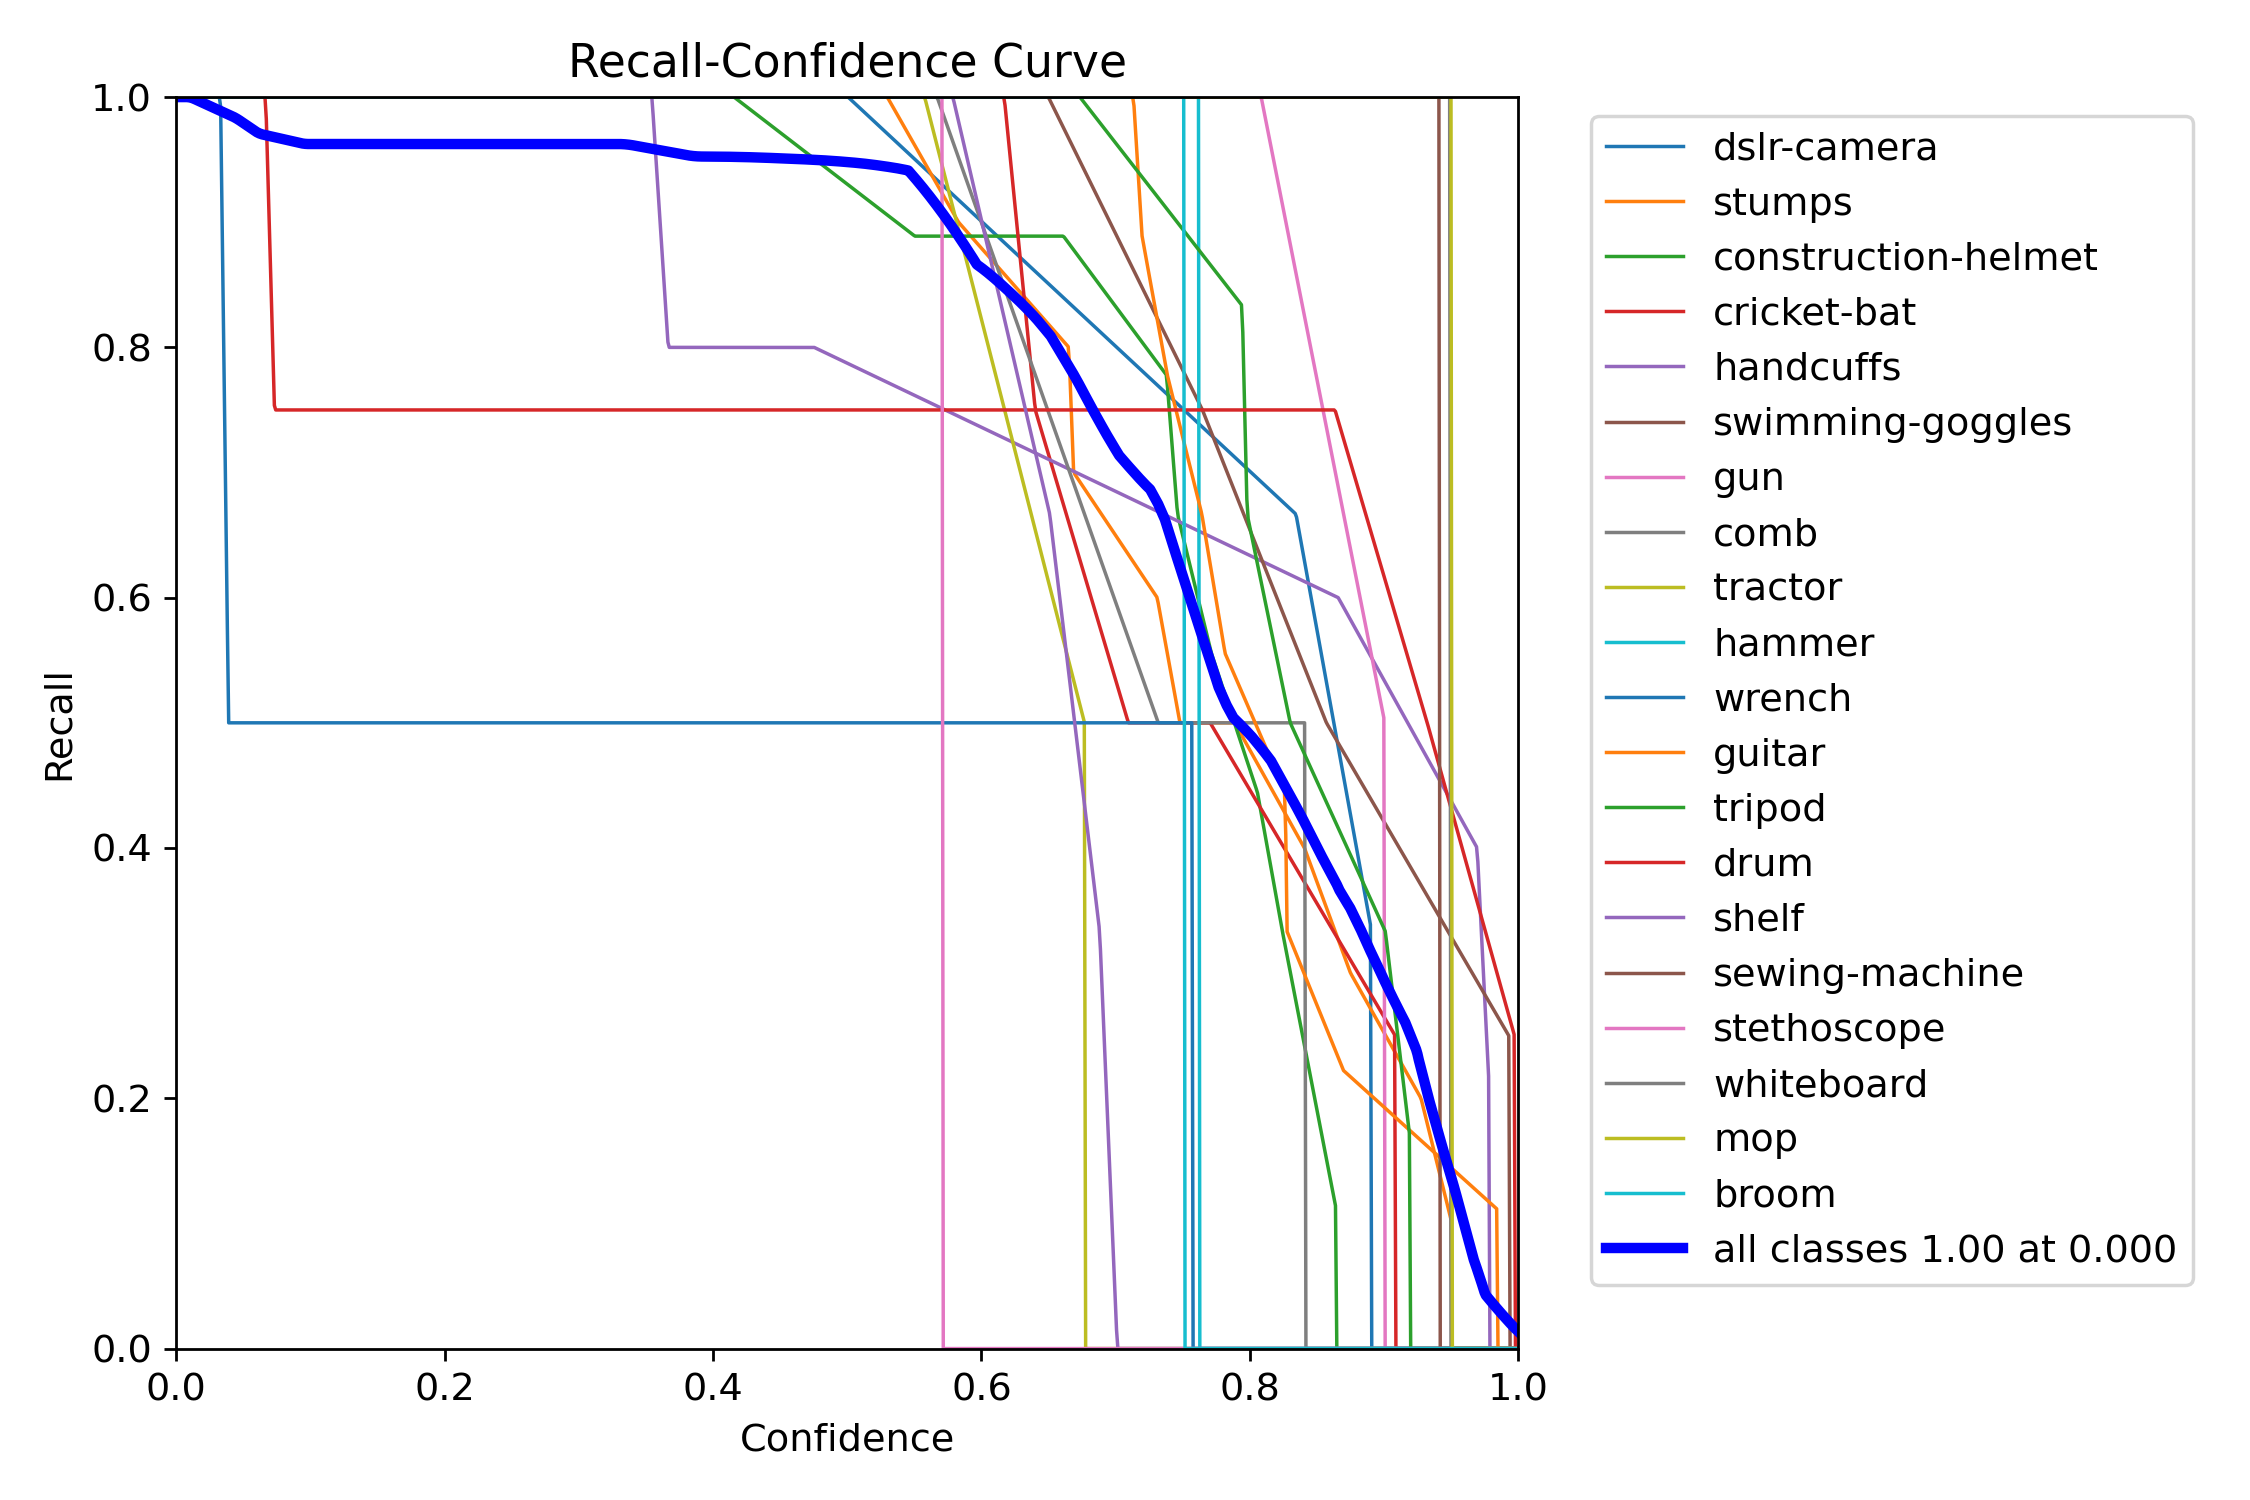 Recall-Confidence Curve
1.0
0.8
0.6
0.4
0.2
0.0
Recall
0.0 0.2 0.4 0.6 0.8 1.0
Confidence
dslr-camera
stumps
construction-helmet
cricket-bat
handcuffs
swimming-goggles
gun
comb
tractor
hammer
wrench
guitar
tripod
drum
shelf
sewing-machine
stethoscope
whiteboard
mop
broom
all classes 1.00 at 0.000